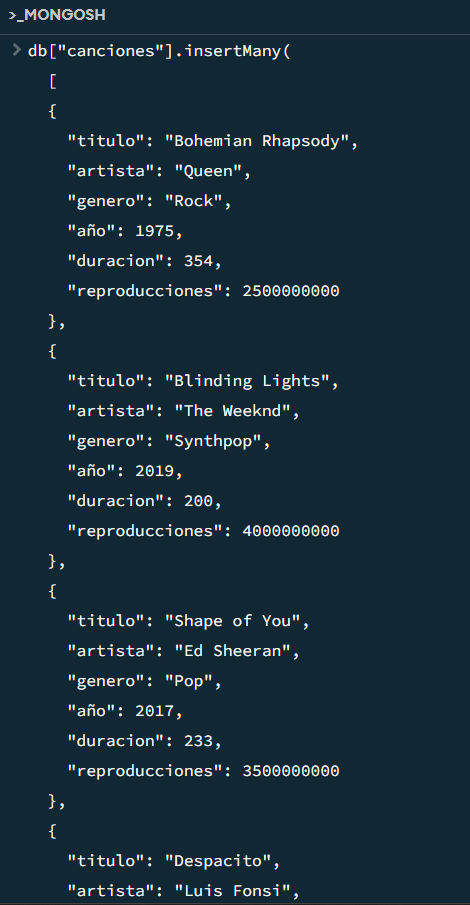 >_MONGOSH
> db["canciones"].insertMany(
[
{
"titulo": "Bohemian Rhapsody",
"artista": "Queen",
"genero": "Rock",
"año": 1975,
"duracion": 354,
"reproducciones": 2500000000
},
{
"titulo": "Blinding Lights",
"artista": "The Weeknd",
"genero": "Synthpop",
"año": 2019,
"duracion": 200,
"reproducciones": 4000000000
},
{
"titulo": "Shape of You",
"artista": "Ed Sheeran",
"genero": "Pop",
"año": 2017,
"duracion": 233,
"reproducciones": 3500000000
},
{
"titulo": "Despacito",
"artista": "Luis Fonsi",